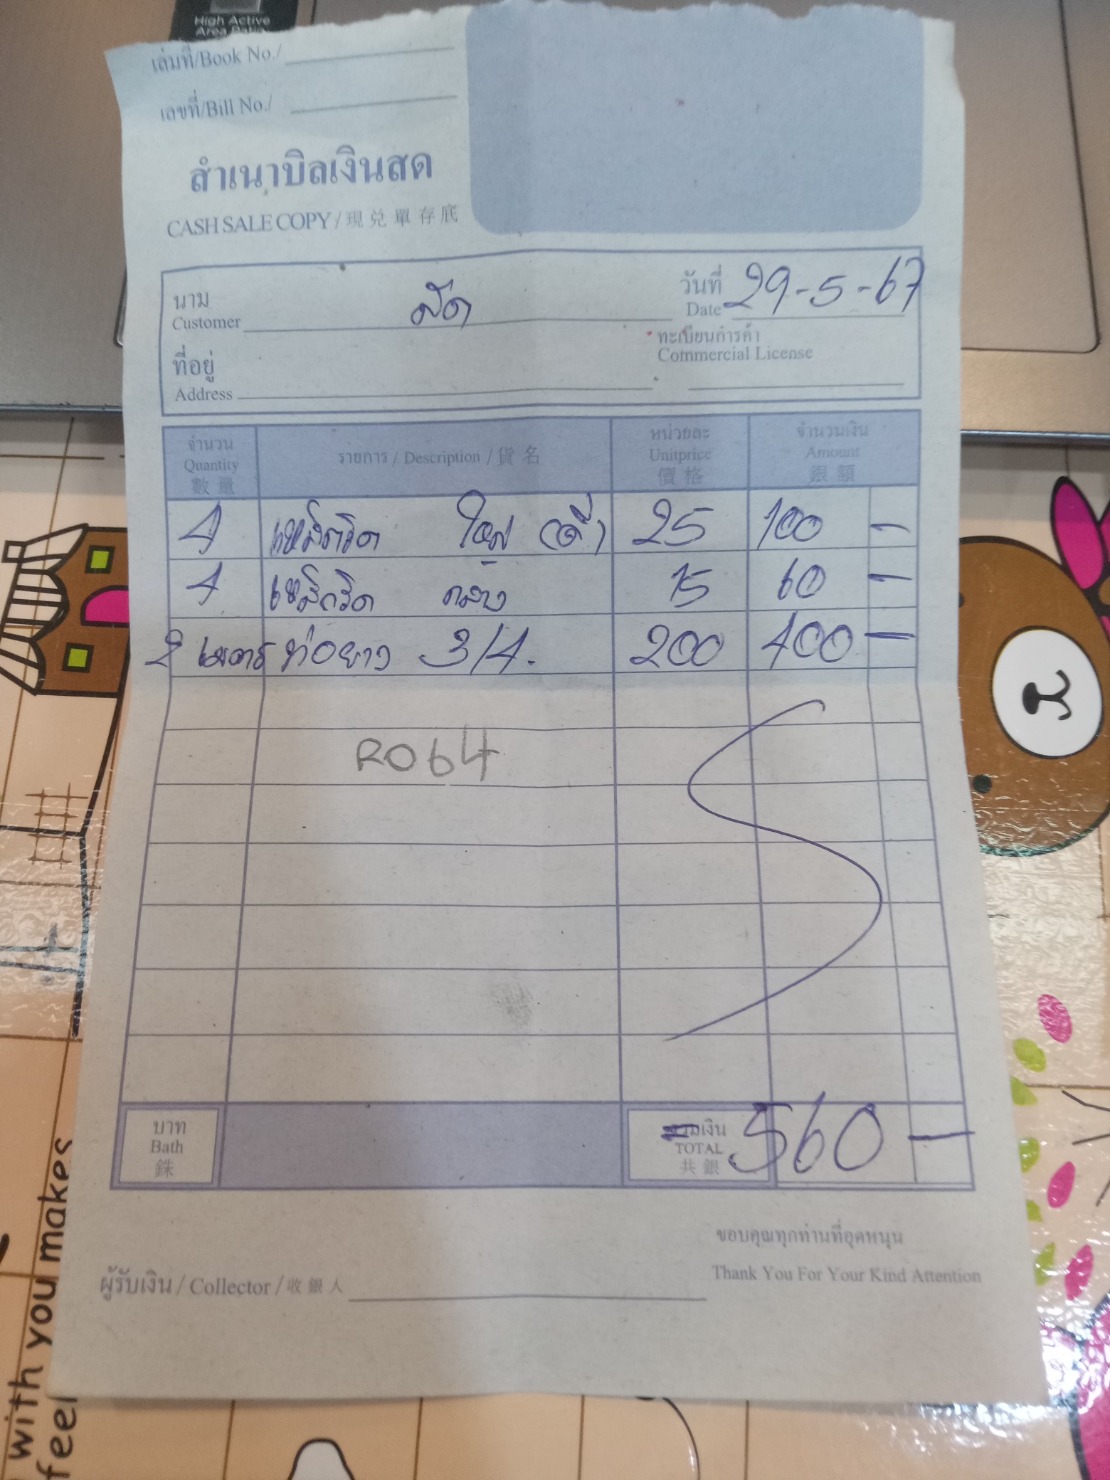 High Active
เล่มที่/Book No./
เลขที่/Bill No./
สำเนาบิลเงินสด
CASH SALE COPY / 現兌單存底
นาม สด วันที่ 29-5-67
Customer Date
ทะเบียนการค้า
ที่อยู่ Commercial License
Address
จำนวน รายการ / Description / 貨名 หน่วยละ จำนวนเงิน
Quantity Unitprice Amount
數量 價格 銀額
4 ใหญ่ (ดี) 25 100 -
4 15 60 -
2 เมตร ท่อยาง 3/4. 200 400 -
R064
บาท รวมเงิน 560 -
Bath TOTAL
銖 共銀
ขอบคุณทุกท่านที่อุดหนุน
ผู้รับเงิน / Collector / 收銀人 Thank You For Your Kind Attention
with you makes
feel